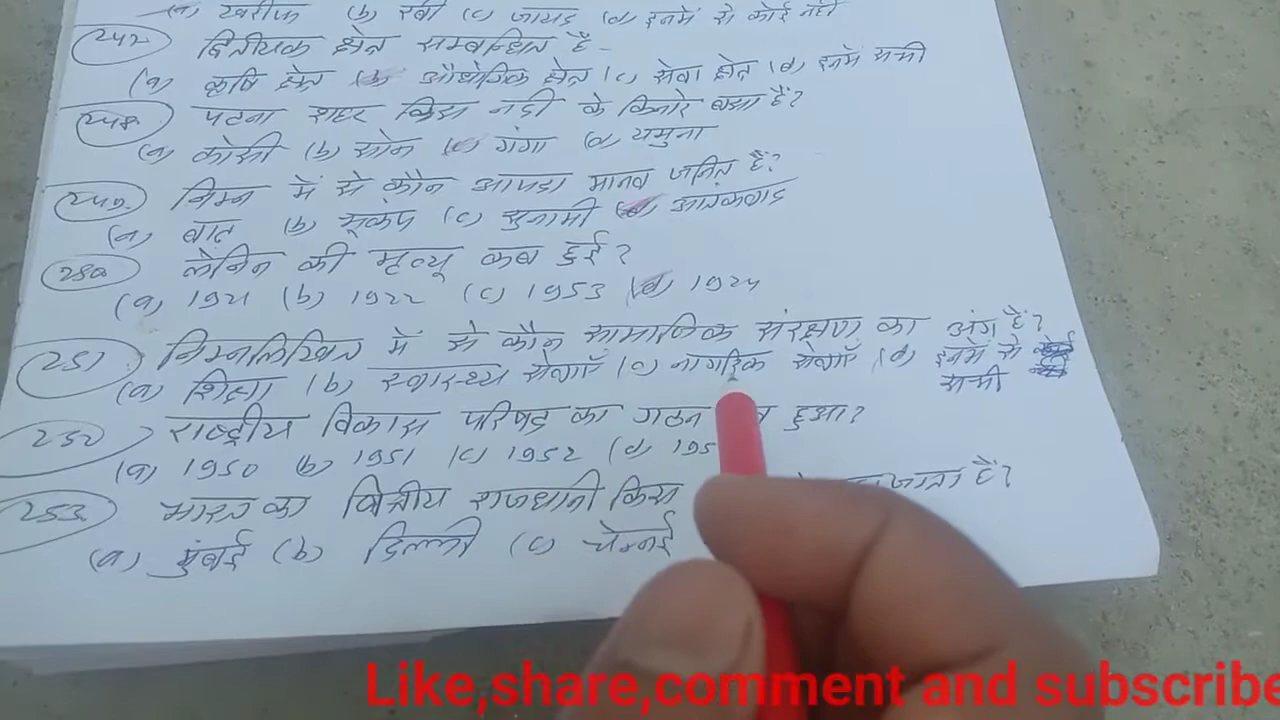 (a) खरीफ (b) रबी (c) जायद (d) इनमें से कोई नहीं
247. द्वितीयक क्षेत्र सम्बन्धित है -
(a) कृषि क्षेत्र (b) औधोगिक क्षेत्र (c) सेवा क्षेत्र (d) इनमें सभी
248. पटना शहर किस नदी के किनारे बसा है?
(a) कोसी (b) सोन (c) गंगा (d) यमुना
249. निम्न में से कौन आपदा मानव जनित है?
(a) बाढ़ (b) भूकंप (c) सुनामी (d) आतंकवाद
250 लेनिन की मृत्यू कब हुई?
(a) 1921 (b) 1922 (c) 1953 (d) 1924
251. निम्नलिखित में से कौन सामाजिक संरक्षण का अंग है?
(a) शिक्षा (b) स्वास्थ्य सेवाएँ (c) नागरिक सेवाएँ (d) इनमें से
सभी
252 राष्ट्रीय विकास परिषद का गठन हुआ?
(a) 1950 (b) 1951 (c) 1952 (d) 195
253. भारत का वित्तीय राजधानी किस जाता है?
(a) मुंबई (b) दिल्ली (c) चेन्नई
Like,share,comment and subscribe